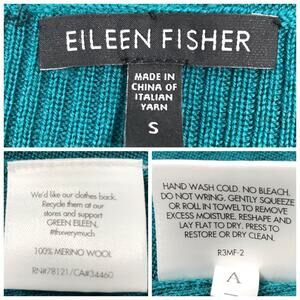 EILEEN FISHER
MADE IN
CHINA OF
ITALIAN
YARN
S
We'd like our clothes back.
Recycle them at our
stores and support
GREEN EILEEN.
#thxverymuch
100% MERINO WOOL
RN#78121/CA#34460
HAND WASH COLD. NO BLEACH.
DO NOT WRING. GENTLY SQUEEZE
OR ROLL IN TOWEL TO REMOVE
EXCESS MOISTURE. RESHAPE AND
LAY FLAT TO DRY. PRESS TO
RESTORE OR DRY CLEAN.
R3MF-2